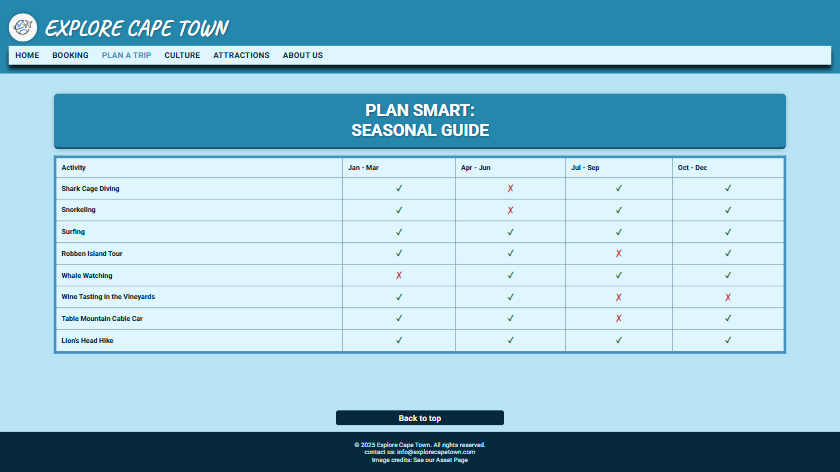 EXPLORE CAPE TOWN
HOME BOOKING PLAN A TRIP CULTURE ATTRACTIONS ABOUT US
PLAN SMART:
SEASONAL GUIDE
Activity Jan - Mar Apr - Jun Jul - Sep Oct - Dec
Shark Cage Diving ✓ ✗ ✓ ✓
Snorkeling ✓ ✗ ✓ ✓
Surfing ✓ ✓ ✓ ✓
Robben Island Tour ✓ ✓ ✗ ✓
Whale Watching ✗ ✓ ✓ ✓
Wine Tasting in the Vineyards ✓ ✓ ✗ ✗
Table Mountain Cable Car ✓ ✓ ✗ ✓
Lion's Head Hike ✓ ✓ ✓ ✓
Back to top
© 2025 Explore Cape Town. All rights reserved.
contact us: info@explorecapetown.com
Image credits: See our Asset Page